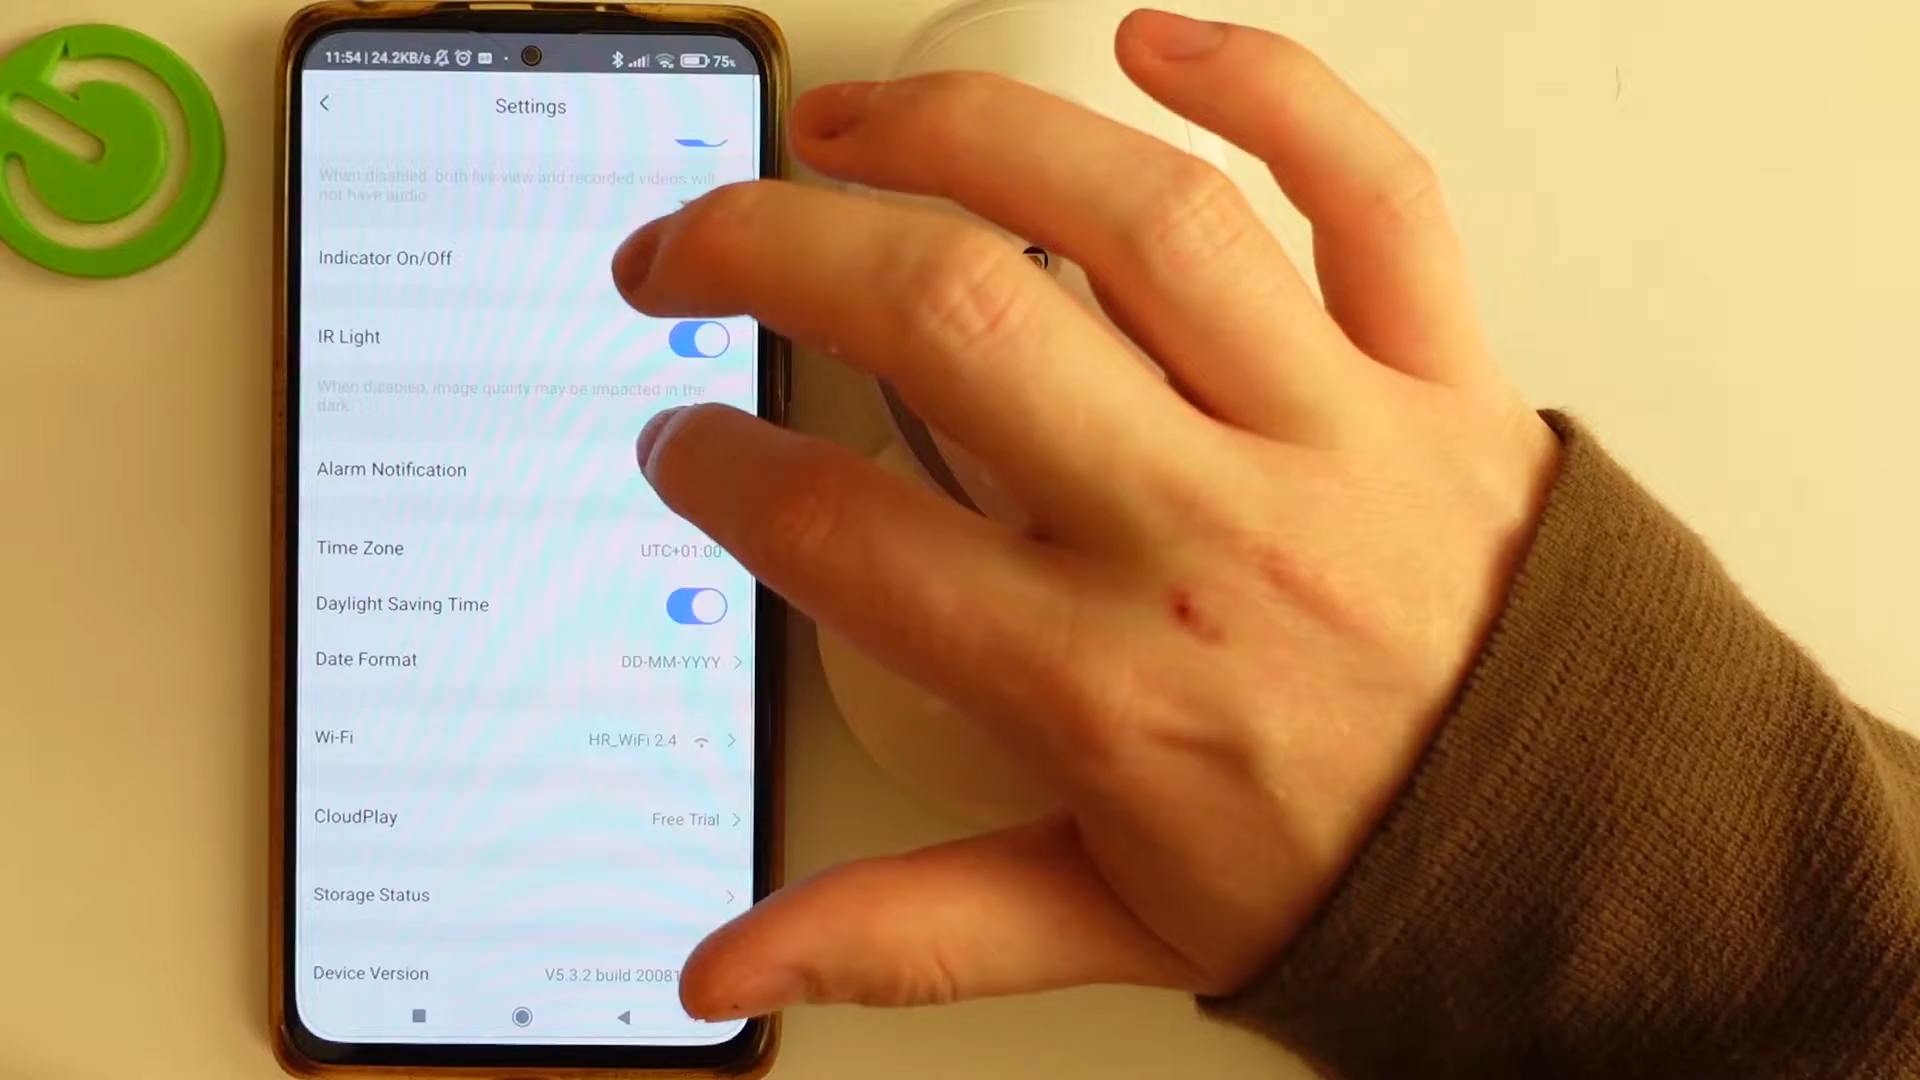 11:54 | 24.2KB/s
75%
Settings
When disabled, both live view and recorded videos will
not have audio.
Indicator On/Off
IR Light
When disabled, image quality may be impacted in the
dark.
Alarm Notification
Time Zone UTC+01:00
Daylight Saving Time
Date Format DD-MM-YYYY
Wi-Fi HR_WiFi 2.4
CloudPlay Free Trial
Storage Status
Device Version V5.3.2 build 20081